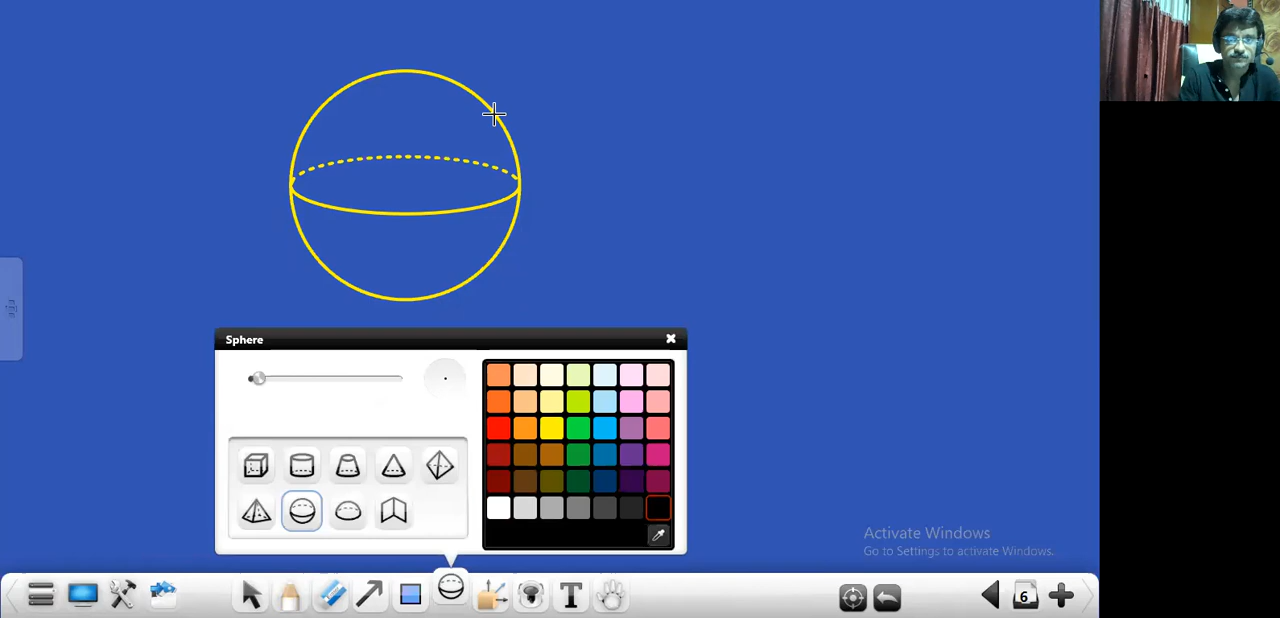 Sphere
Activate Windows
Go to Settings to activate Windows.
T
6